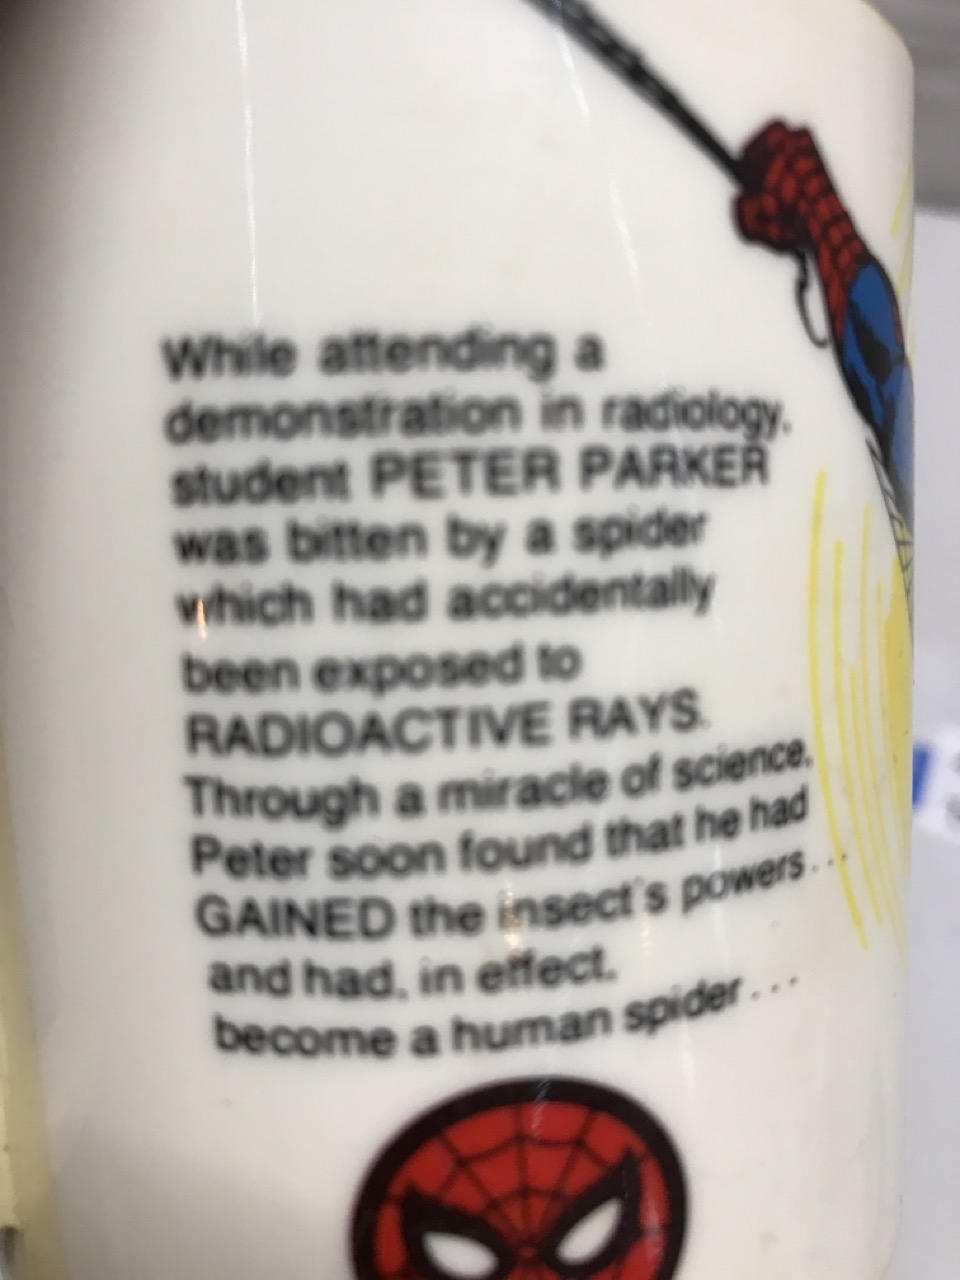 While attending a
demonstration in radiology,
student PETER PARKER
was bitten by a spider
which had accidentally
been exposed to
RADIOACTIVE RAYS.
Through a miracle of science,
Peter soon found that he had
GAINED the insect's powers...
and had, in effect,
become a human spider...